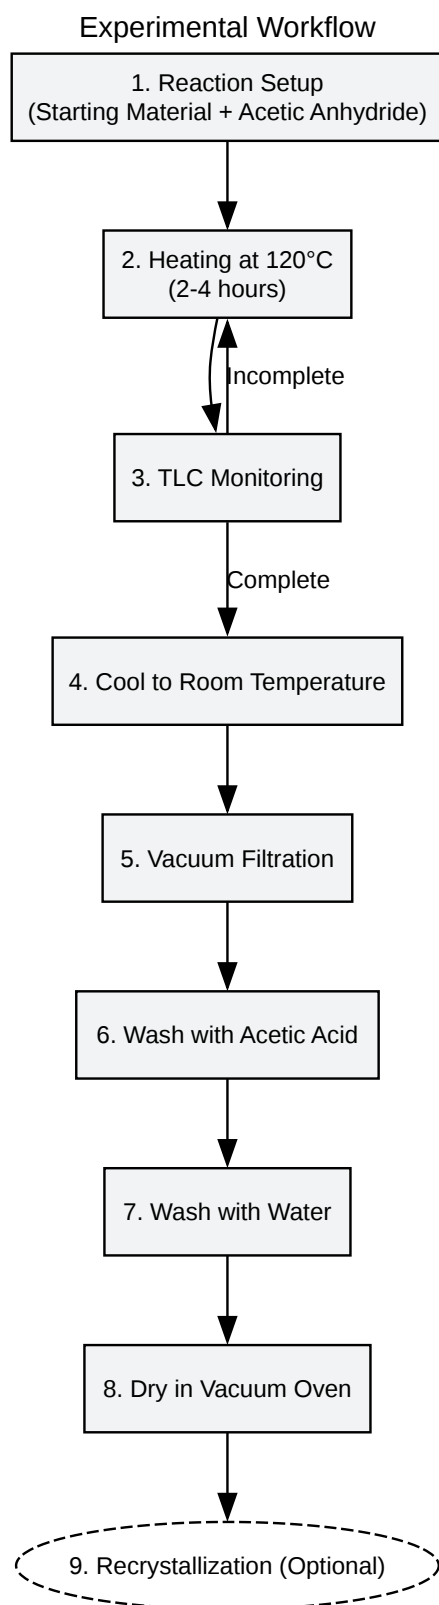 Experimental Workflow
1. Reaction Setup
(Starting Material + Acetic Anhydride)
2. Heating at 120°C
(2-4 hours)
Incomplete
3. TLC Monitoring
Complete
4. Cool to Room Temperature
5. Vacuum Filtration
6. Wash with Acetic Acid
7. Wash with Water
8. Dry in Vacuum Oven
9. Recrystallization (Optional)